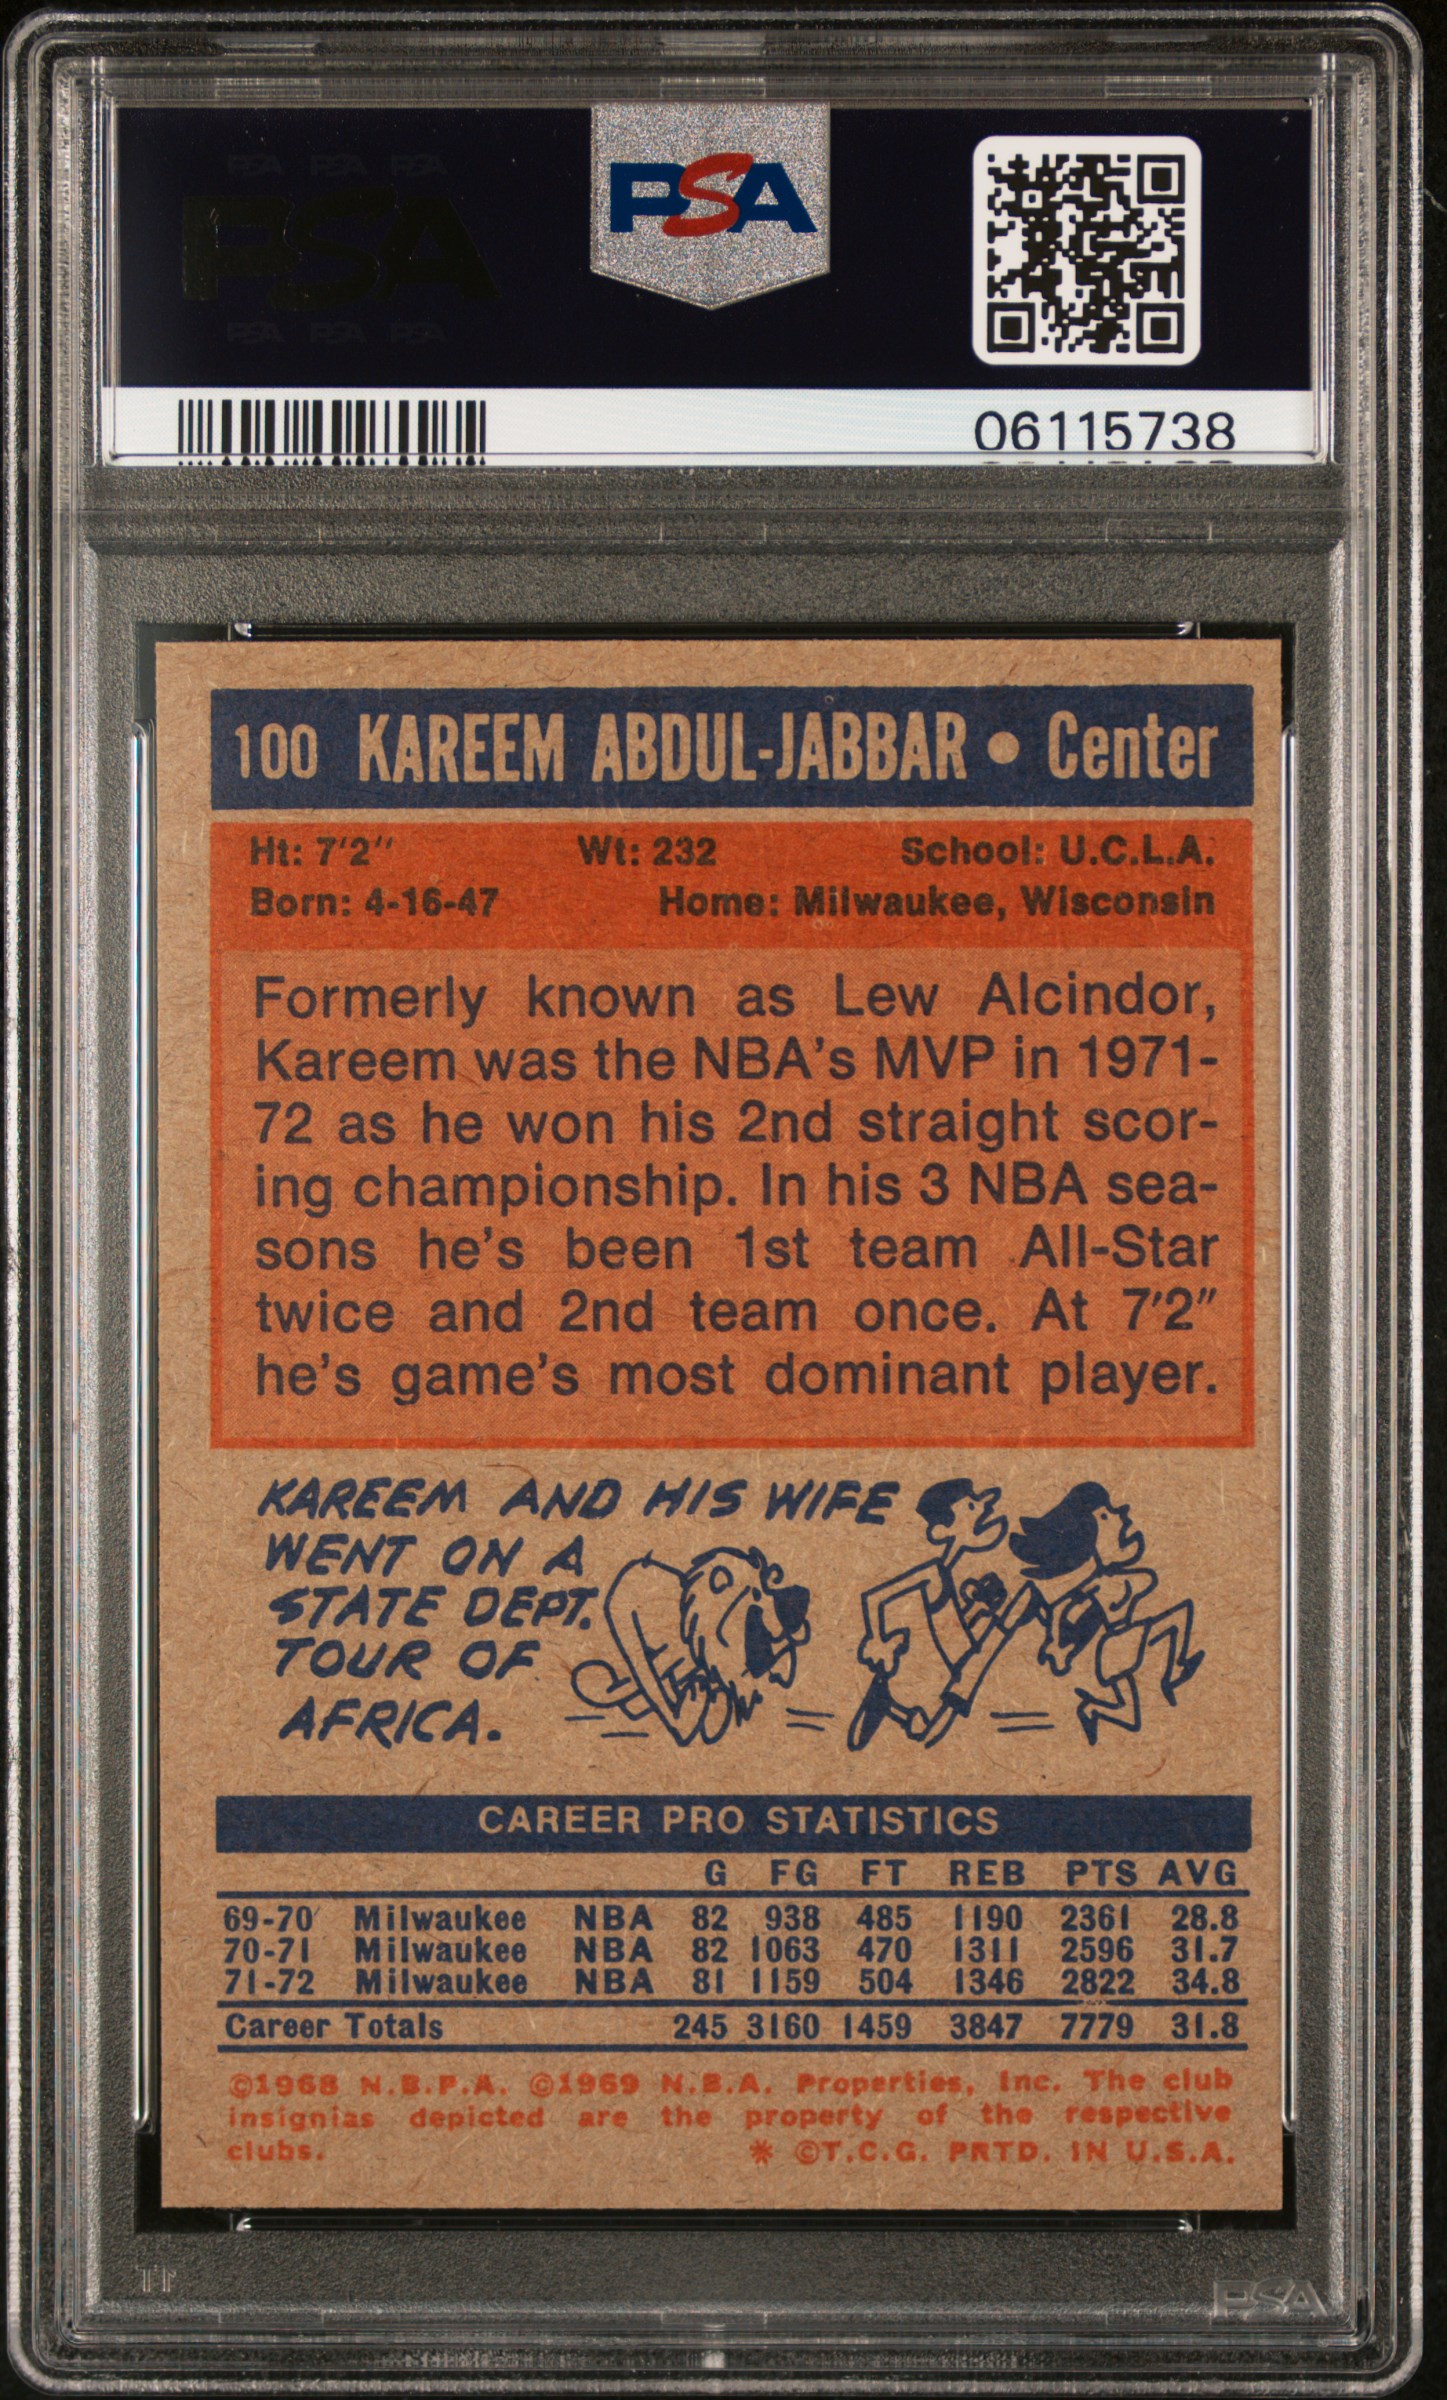 PSA PSA PSA
PSA
PSA PSA PSA
PSA
06115738
100 KAREEM ABDUL-JABBAR • Center
Ht: 7'2" Wt: 232 School: U.C.L.A.
Born: 4-16-47 Home: Milwaukee, Wisconsin
Formerly known as Lew Alcindor,
Kareem was the NBA's MVP in 1971-
72 as he won his 2nd straight scor-
ing championship. In his 3 NBA sea-
sons he's been 1st team All-Star
twice and 2nd team once. At 7'2"
he's game's most dominant player.
KAREEM AND HIS WIFE
WENT ON A
STATE DEPT.
TOUR OF
AFRICA.
CAREER PRO STATISTICS
G FG FT REB PTS AVG
69-70 Milwaukee NBA 82 938 485 1190 2361 28.8
70-71 Milwaukee NBA 82 1063 470 1311 2596 31.7
71-72 Milwaukee NBA 81 1159 504 1346 2822 34.8
Career Totals 245 3160 1459 3847 7779 31.8
©1968 N.B.P.A. ©1969 N.B.A. Properties, Inc. The club
insignias depicted are the property of the respective
clubs. * ©T.C.G. PRTD. IN U.S.A.
PSA